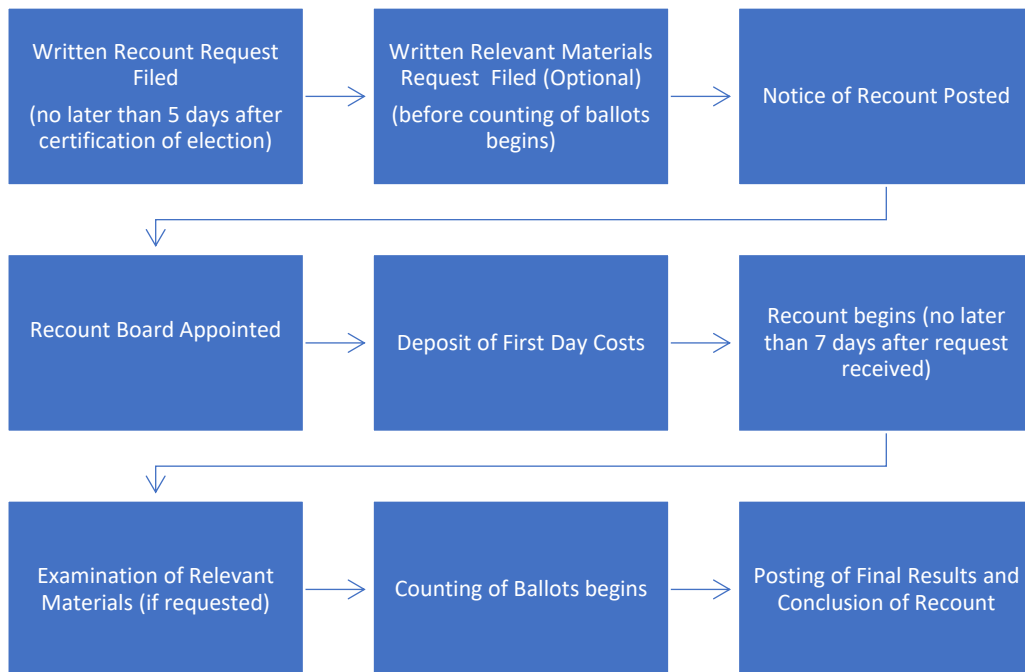 Written Recount Request
Filed
(no later than 5 days after
certification of election)
Written Relevant Materials
Request Filed (Optional)
(before counting of ballots
begins)
Notice of Recount Posted
Recount Board Appointed
Deposit of First Day Costs
Recount begins (no later
than 7 days after request
received)
Examination of Relevant
Materials (if requested)
Counting of Ballots begins
Posting of Final Results and
Conclusion of Recount